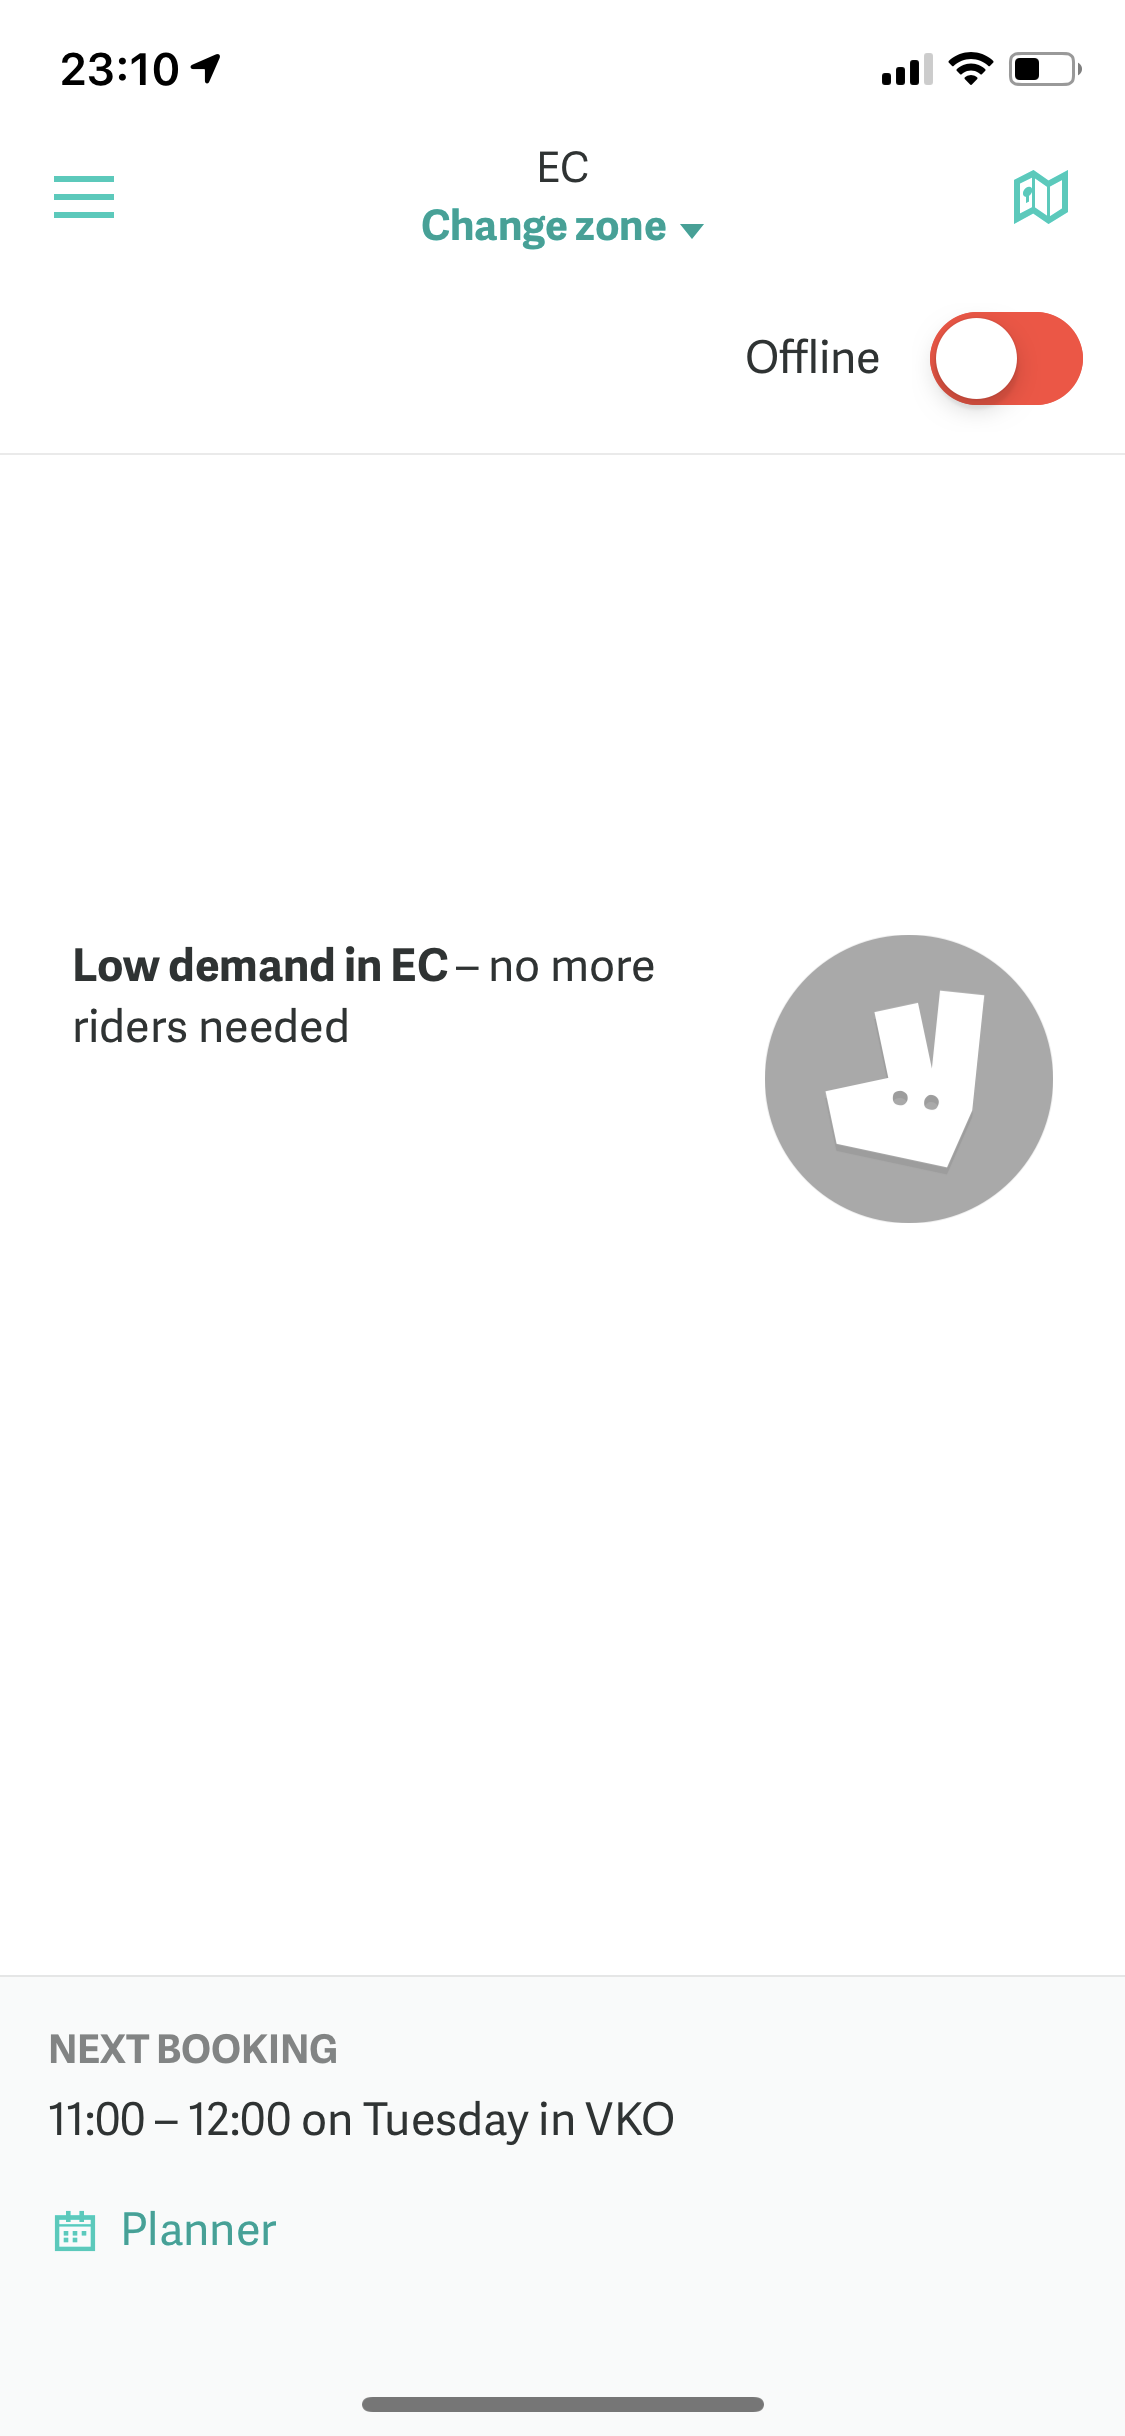 23:10
EC
Change zone
Offline
Low demand in EC – no more
riders needed
NEXT BOOKING
11:00 – 12:00 on Tuesday in VKO
Planner